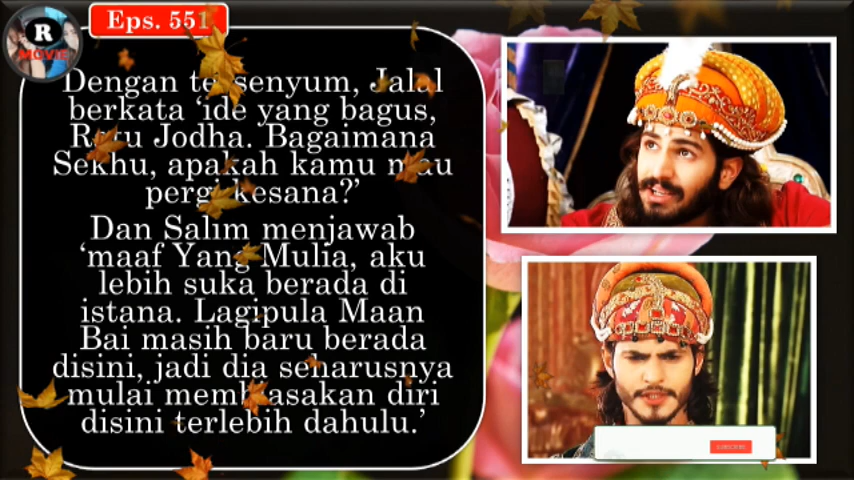 R
MOVIE
Eps. 551
Dengan tersenyum, Jalal
berkata ‘ide yang bagus,
Ratu Jodha. Bagaimana
Sekhu, apakah kamu mau
pergi kesana?’
Dan Salim menjawab
‘maaf Yang Mulia, aku
lebih suka berada di
istana. Lagipula Maan
Bai masih baru berada
disini, jadi dia seharusnya
mulai membiasakan diri
disini terlebih dahulu.’